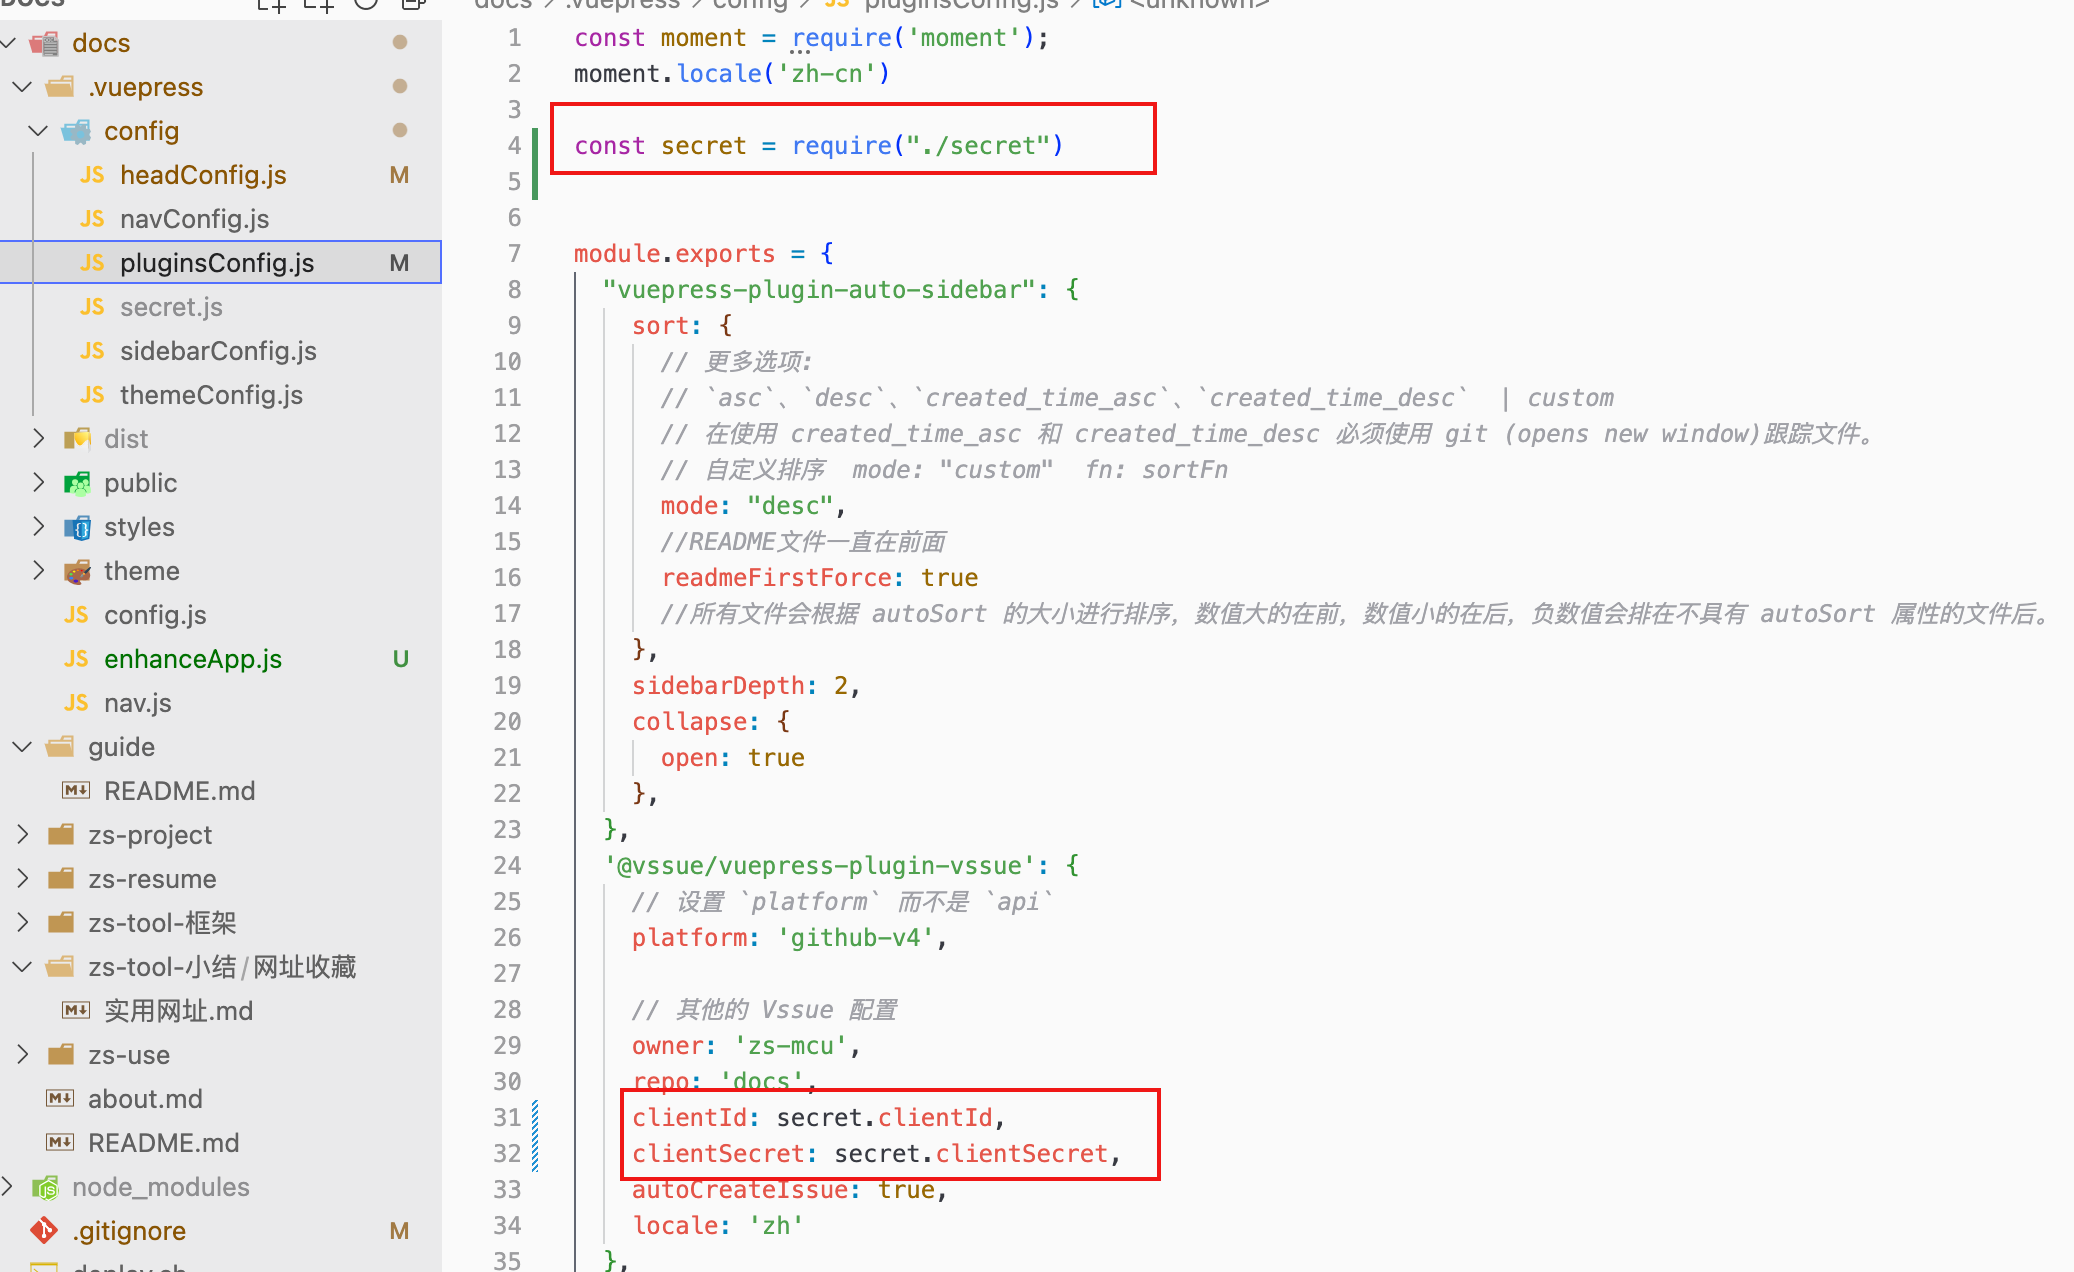 DOCS
docs
.vuepress
config
JS headConfig.js M
JS navConfig.js
JS pluginsConfig.js M
JS secret.js
JS sidebarConfig.js
JS themeConfig.js
dist
public
styles
theme
JS config.js
JS enhanceApp.js U
JS nav.js
guide
README.md
zs-project
zs-resume
zs-tool-框架
zs-tool-小结/网址收藏
实用网址.md
zs-use
about.md
README.md
node_modules
.gitignore M
deploy.sh
docs > .vuepress > config > JS pluginsConfig.js > <unknown>
1 const moment = require('moment');
2 moment.locale('zh-cn')
3
4 const secret = require("./secret")
5
6
7 module.exports = {
8 "vuepress-plugin-auto-sidebar": {
9 sort: {
10 // 更多选项:
11 // `asc`、`desc`、`created_time_asc`、`created_time_desc` | custom
12 // 在使用 created_time_asc 和 created_time_desc 必须使用 git (opens new window)跟踪文件。
13 // 自定义排序 mode: "custom" fn: sortFn
14 mode: "desc",
15 //README文件一直在前面
16 readmeFirstForce: true
17 //所有文件会根据 autoSort 的大小进行排序，数值大的在前，数值小的在后，负数值会排在不具有 autoSort 属性的文件后。
18 },
19 sidebarDepth: 2,
20 collapse: {
21 open: true
22 },
23 },
24 '@vssue/vuepress-plugin-vssue': {
25 // 设置 `platform` 而不是 `api`
26 platform: 'github-v4',
27
28 // 其他的 Vssue 配置
29 owner: 'zs-mcu',
30 repo: 'docs',
31 clientId: secret.clientId,
32 clientSecret: secret.clientSecret,
33 autoCreateIssue: true,
34 locale: 'zh'
35 },